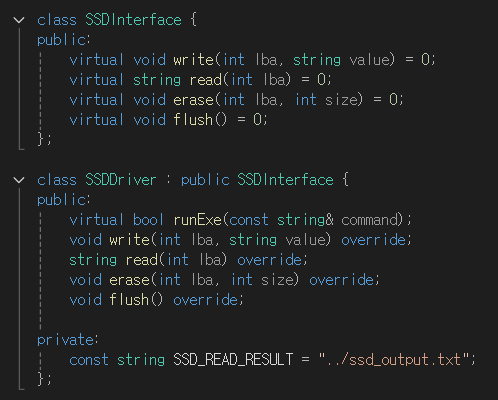 class SSDInterface {
public:
    virtual void write(int lba, string value) = 0;
    virtual string read(int lba) = 0;
    virtual void erase(int lba, int size) = 0;
    virtual void flush() = 0;
};
class SSDDriver : public SSDInterface {
public:
    virtual bool runExe(const string& command);
    void write(int lba, string value) override;
    string read(int lba) override;
    void erase(int lba, int size) override;
    void flush() override;
private:
    const string SSD_READ_RESULT = "../ssd_output.txt";
};